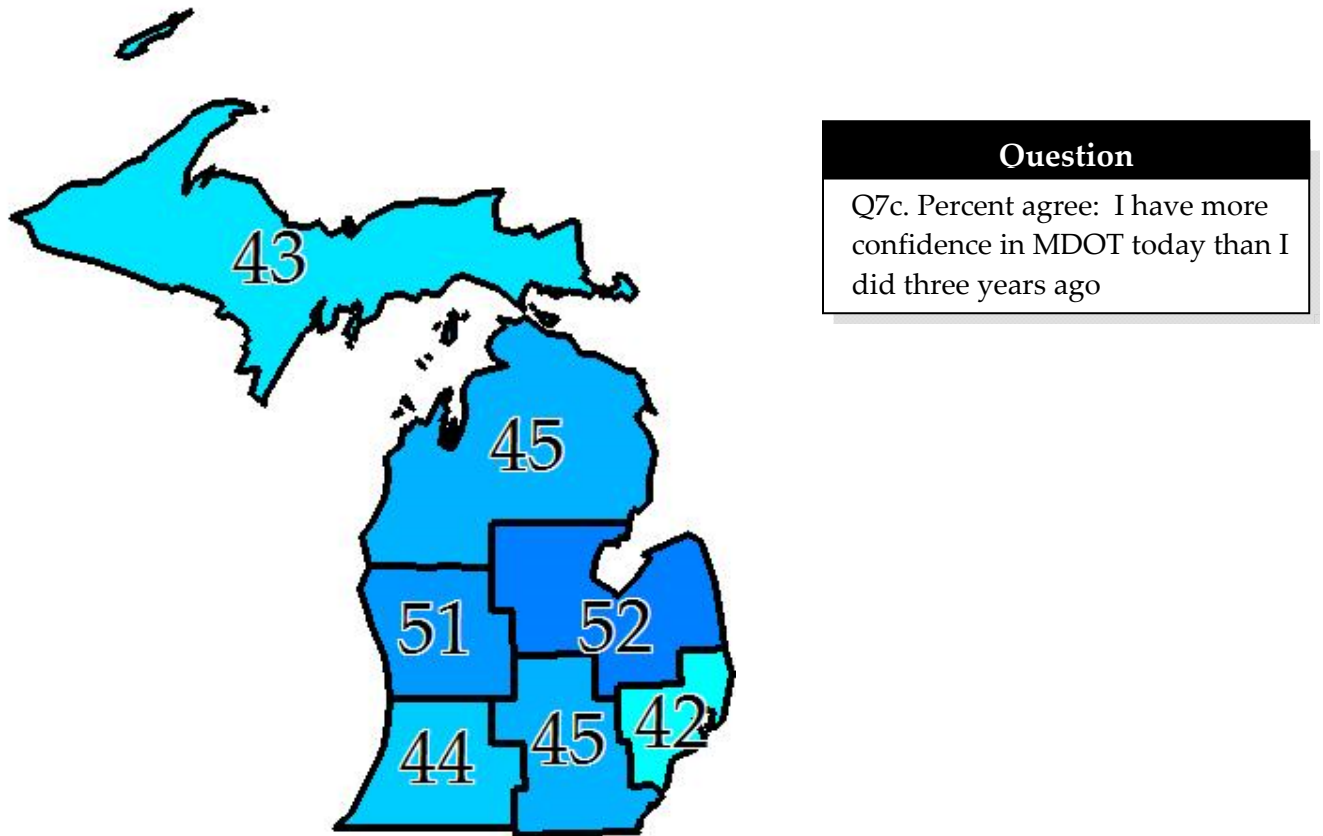 Ouestion
Q7c. Percent agree: I have more
confidence in MDOT today than I
did three years ago
43
45
51
52
44
45
42